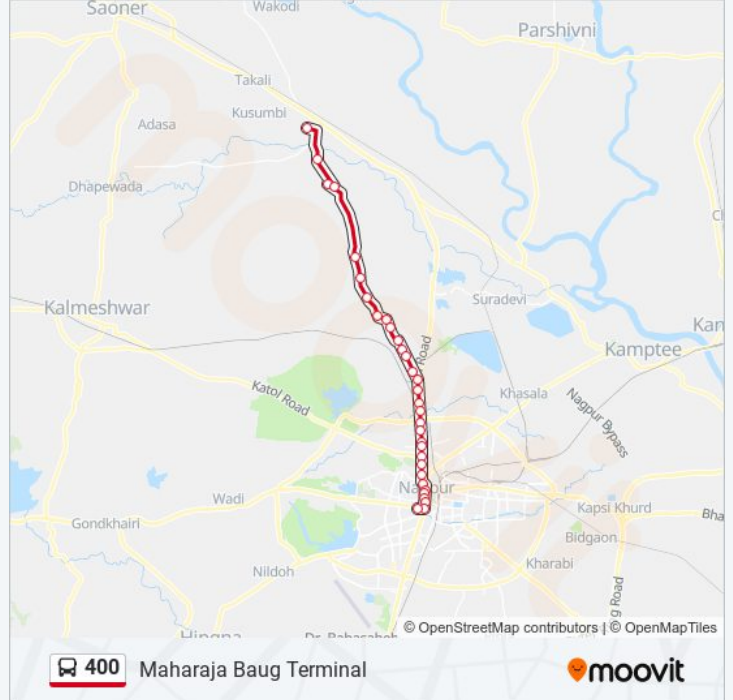 Saoner
Wakodi
Parshivni
Takali
Kusumbi
Adasa
Dhapewada
Suradevi
Kalmeshwar
Kan
Kamptee
Road
Katol Road
Khasala
Nagpur Bypass
Nagpur
Wadi
Kapsi Khurd
Bha
Gondkhairi
Bidgaon
Kharabi
Nildoh
g Road
Hingna
Dr. Babasaheb
© OpenStreetMap contributors | © OpenMapTiles
400 Maharaja Baug Terminal
moovit